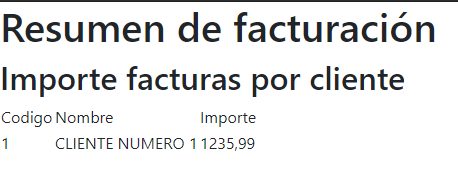 Resumen de facturación
Importe facturas por cliente
Codigo Nombre Importe
1 CLIENTE NUMERO 1 1235,99